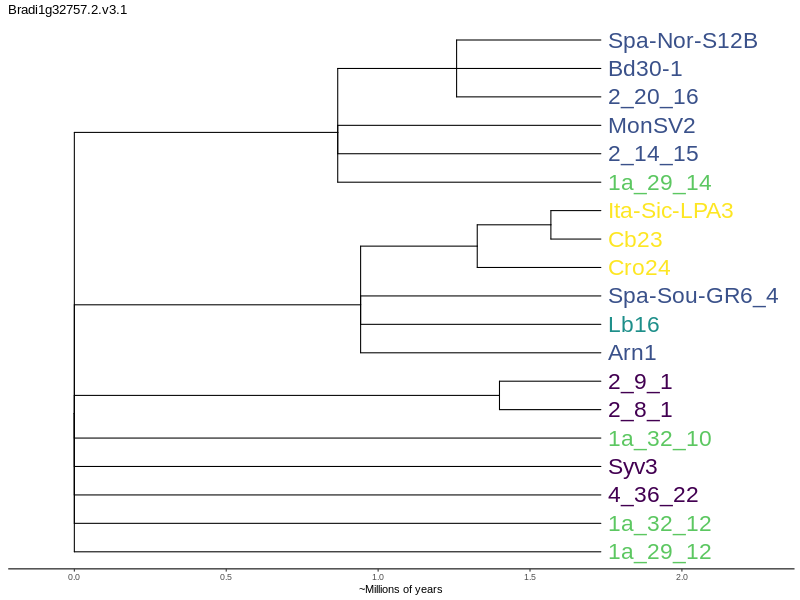 Bradi1g32757.2.v3.1
Spa-Nor-S12B
Bd30-1
2_20_16
MonSV2
2_14_15
1a_29_14
Ita-Sic-LPA3
Cb23
Cro24
Spa-Sou-GR6_4
Lb16
Arn1
2_9_1
2_8_1
1a_32_10
Syv3
4_36_22
1a_32_12
1a_29_12
0.0 0.5 1.0 1.5 2.0
~Millions of years